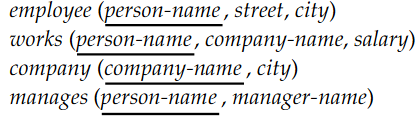 employee (person-name, street, city)
works (person-name, company-name, salary)
company (company-name, city)
manages (person-name, manager-name)